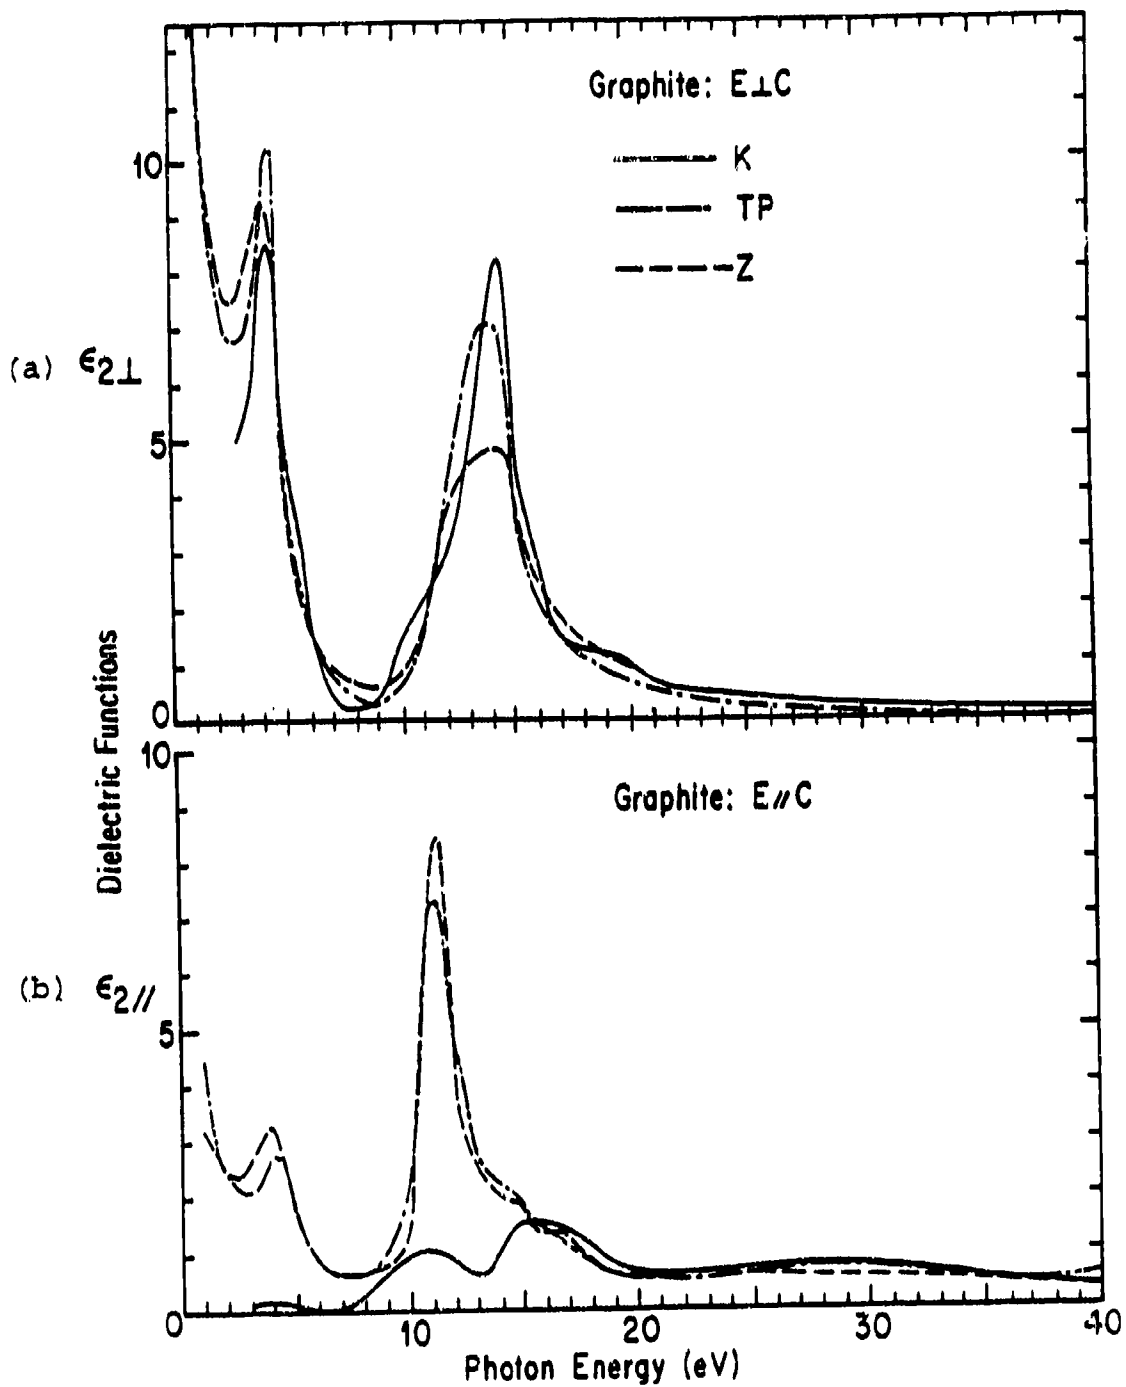 Graphite: E⊥C
K
TP
Z
10
(a) ϵ2⊥
5
0
Dielectric Functions
10
Graphite: E//C
(b) ϵ2//
5
0
0 10 20 30 40
Photon Energy (eV)